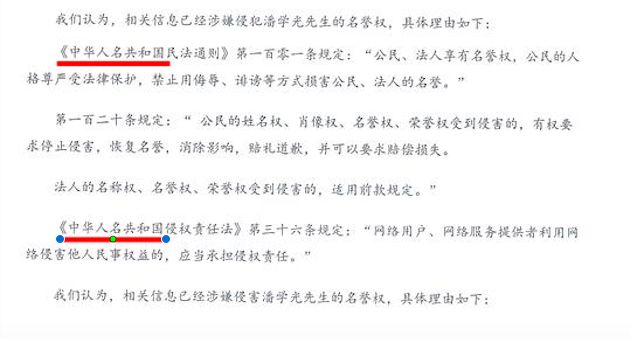 我们认为，相关信息已经涉嫌侵犯潘学光先生的名誉权，具体理由如下：
《中华人名共和国民法通则》第一百零一条规定：“公民、法人享有名誉权，公民的人
格尊严受法律保护，禁止用侮辱、诽谤等方式损害公民、法人的名誉。”
第一百二十条规定：“ 公民的姓名权、肖像权、名誉权、荣誉权受到侵害的，有权要
求停止侵害，恢复名誉，消除影响，赔礼道歉，并可以要求赔偿损失。
法人的名称权、名誉权、荣誉权受到侵害的，适用前款规定。”
《中华人名共和国侵权责任法》第三十六条规定：“网络用户、网络服务提供者利用网
络侵害他人民事权益的，应当承担侵权责任。”
我们认为，相关信息已经涉嫌侵害潘学光先生的名誉权，具体理由如下：